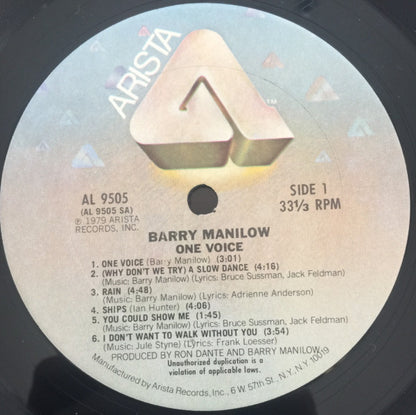 ARISTA
TM
AL 9505
(AL 9505 SA)
℗ 1979 ARISTA
RECORDS, INC.
SIDE 1
33⅓ RPM
BARRY MANILOW
ONE VOICE
1. ONE VOICE (Barry Manilow) (3:01)
2. (WHY DON'T WE TRY) A SLOW DANCE (4:16)
(Music: Barry Manilow) (Lyrics: Bruce Sussman, Jack Feldman)
3. RAIN (4:48)
(Music: Barry Manilow) (Lyrics: Adrienne Anderson)
4. SHIPS (Ian Hunter) (4:06)
5. YOU COULD SHOW ME (1:45)
(Music: Barry Manilow) (Lyrics: Bruce Sussman, Jack Feldman)
6. I DON'T WANT TO WALK WITHOUT YOU (3:54)
(Music: Jule Styne) (Lyrics: Frank Loesser)
PRODUCED BY RON DANTE AND BARRY MANILOW
Unauthorized duplication is a
violation of applicable laws.
Manufactured by Arista Records, Inc., 6 W. 57th St., N.Y., N.Y. 10019